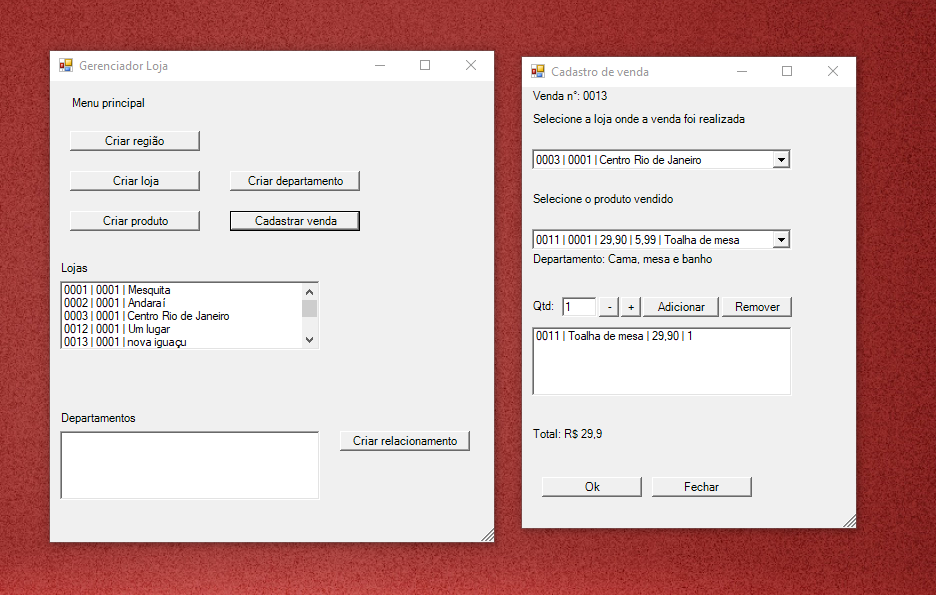 Gerenciador Loja
Menu principal
Criar região
Criar loja
Criar departamento
Criar produto
Cadastrar venda
Lojas
0001 | 0001 | Mesquita
0002 | 0001 | Andaraí
0003 | 0001 | Centro Rio de Janeiro
0012 | 0001 | Um lugar
0013 | 0001 | nova iguaçu
Departamentos
Criar relacionamento
Cadastro de venda
Venda n°: 0013
Selecione a loja onde a venda foi realizada
0003 | 0001 | Centro Rio de Janeiro
Selecione o produto vendido
0011 | 0001 | 29,90 | 5,99 | Toalha de mesa
Departamento: Cama, mesa e banho
Qtd: 1 - + Adicionar Remover
0011 | Toalha de mesa | 29,90 | 1
Total: R$ 29,9
Ok Fechar